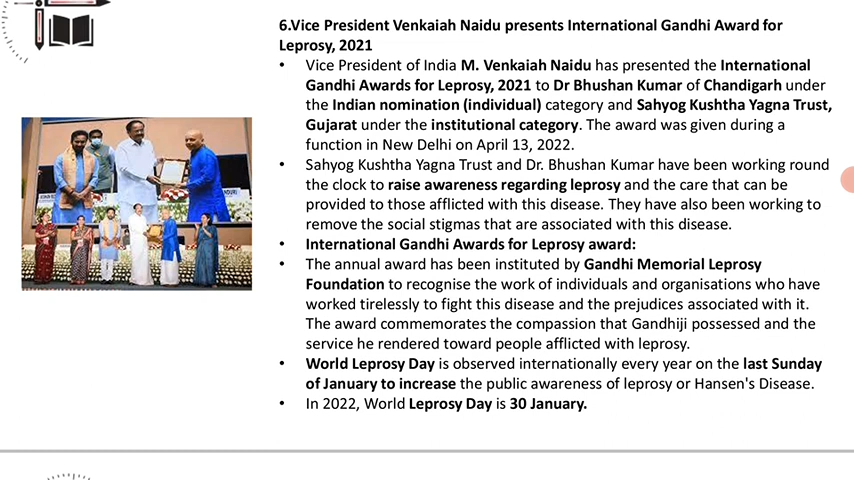 6.Vice President Venkaiah Naidu presents International Gandhi Award for
Leprosy, 2021
• Vice President of India M. Venkaiah Naidu has presented the International
Gandhi Awards for Leprosy, 2021 to Dr Bhushan Kumar of Chandigarh under
the Indian nomination (individual) category and Sahyog Kushtha Yagna Trust,
Gujarat under the institutional category. The award was given during a
function in New Delhi on April 13, 2022.
• Sahyog Kushtha Yagna Trust and Dr. Bhushan Kumar have been working round
the clock to raise awareness regarding leprosy and the care that can be
provided to those afflicted with this disease. They have also been working to
remove the social stigmas that are associated with this disease.
• International Gandhi Awards for Leprosy award:
• The annual award has been instituted by Gandhi Memorial Leprosy
Foundation to recognise the work of individuals and organisations who have
worked tirelessly to fight this disease and the prejudices associated with it.
The award commemorates the compassion that Gandhiji possessed and the
service he rendered toward people afflicted with leprosy.
• World Leprosy Day is observed internationally every year on the last Sunday
of January to increase the public awareness of leprosy or Hansen's Disease.
• In 2022, World Leprosy Day is 30 January.